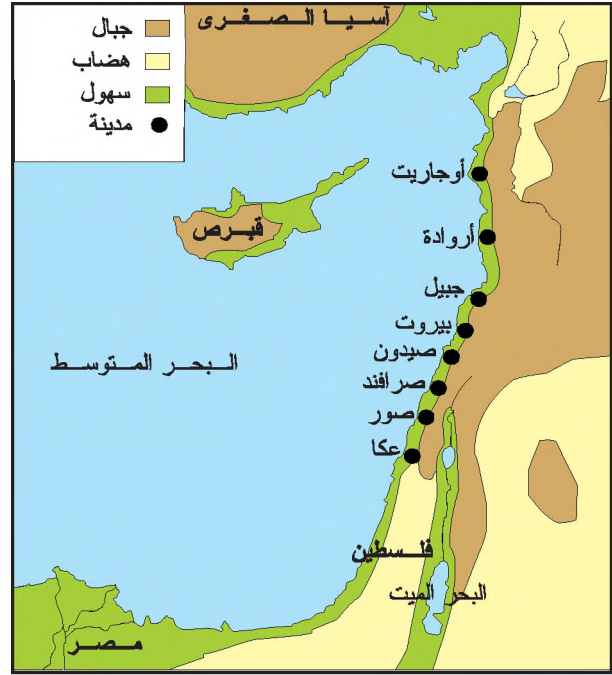 آسيا الصغرى
جبال
هضاب
سهول
مدينة
أوجاريت
أروادة
قبرص
جبيل
بيروت
صيدون
البحر المتوسط
صرافند
صور
عكا
فلسطين
البحر الميت
مصر